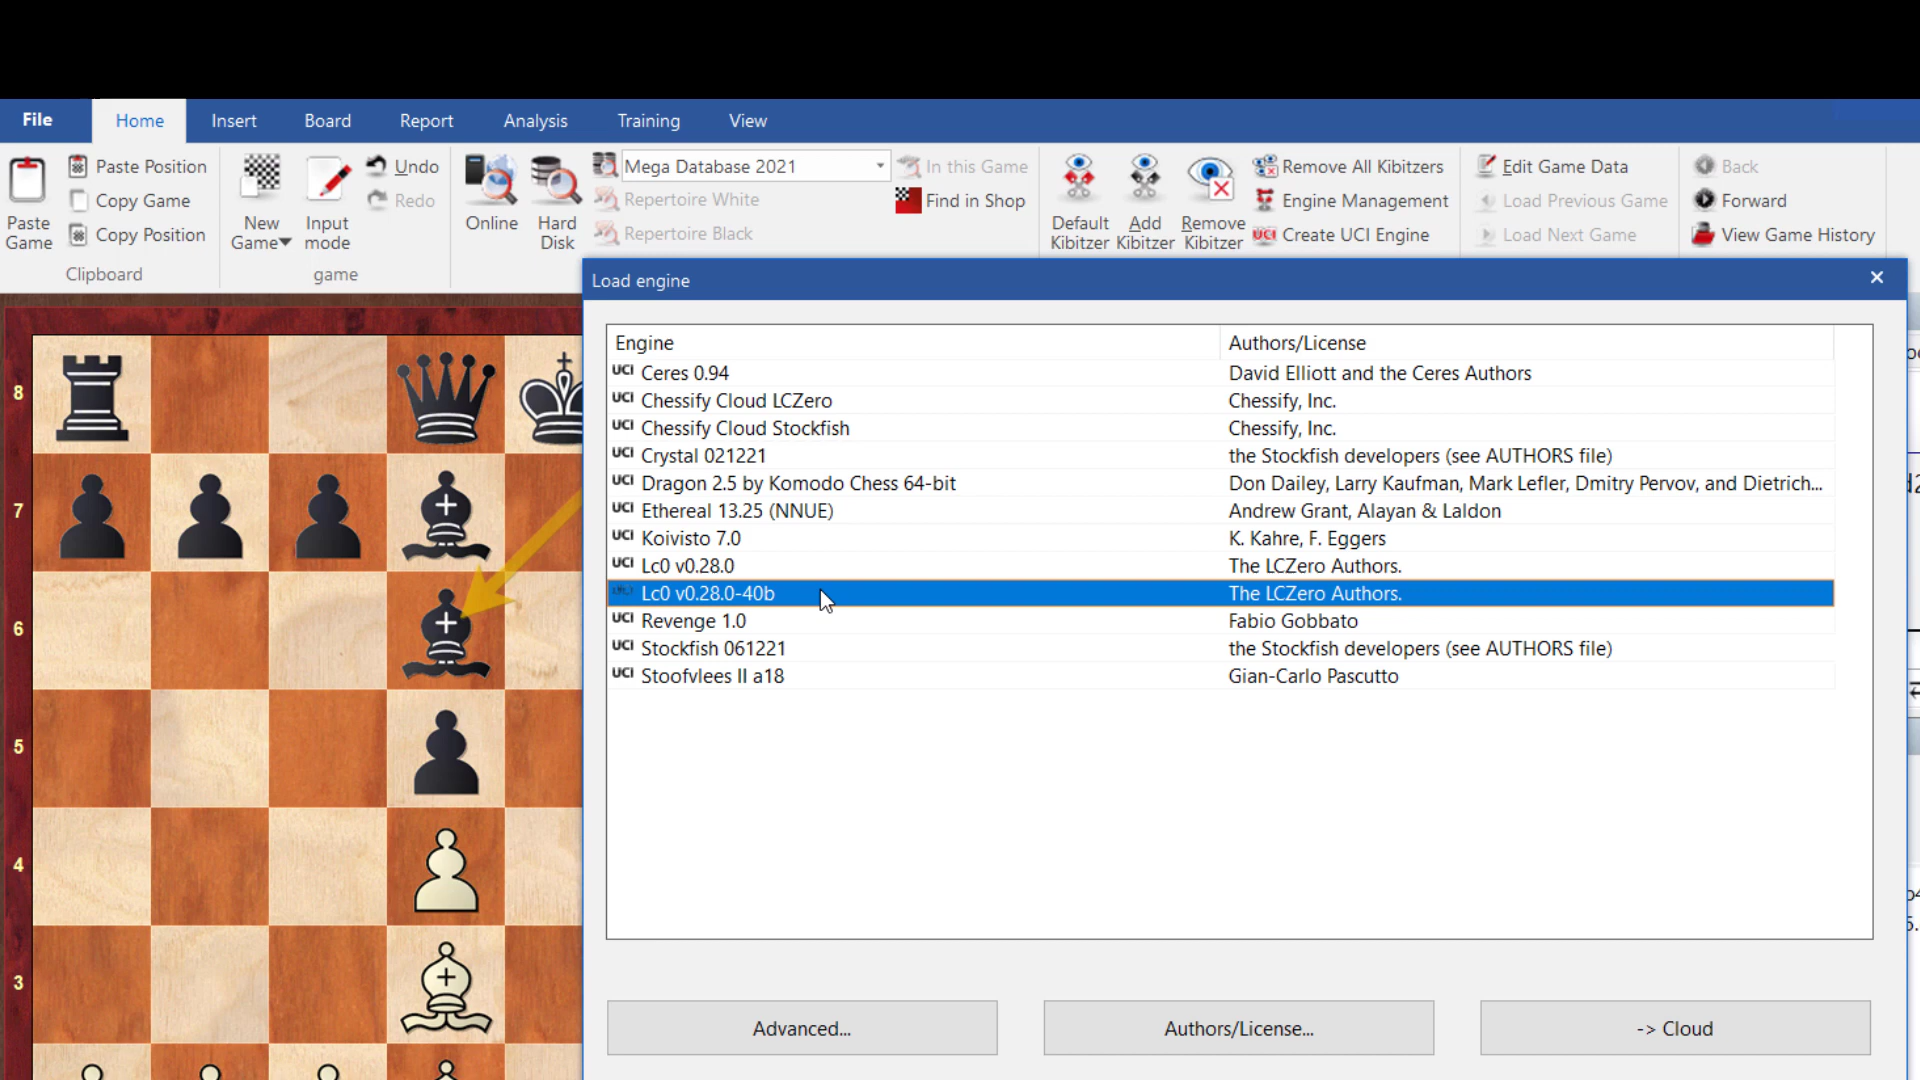 File Home Insert Board Report Analysis Training View
Paste Game
Paste Position
Copy Game
Copy Position
Clipboard
New Game
Input mode
Undo
Redo
game
Online
Hard Disk
Mega Database 2021
Repertoire White
Repertoire Black
In this Game
Find in Shop
Default Kibitzer
Add Kibitzer
Remove Kibitzer
Remove All Kibitzers
Engine Management
UCI Create UCI Engine
Edit Game Data
Load Previous Game
Load Next Game
Back
Forward
View Game History
Load engine
Engine Authors/License
UCI Ceres 0.94 David Elliott and the Ceres Authors
UCI Chessify Cloud LCZero Chessify, Inc.
UCI Chessify Cloud Stockfish Chessify, Inc.
UCI Crystal 021221 the Stockfish developers (see AUTHORS file)
UCI Dragon 2.5 by Komodo Chess 64-bit Don Dailey, Larry Kaufman, Mark Lefler, Dmitry Pervov, and Dietrich...
UCI Ethereal 13.25 (NNUE) Andrew Grant, Alayan & Laldon
UCI Koivisto 7.0 K. Kahre, F. Eggers
UCI Lc0 v0.28.0 The LCZero Authors.
UCI Lc0 v0.28.0-40b The LCZero Authors.
UCI Revenge 1.0 Fabio Gobbato
UCI Stockfish 061221 the Stockfish developers (see AUTHORS file)
UCI Stoofvlees II a18 Gian-Carlo Pascutto
Advanced... Authors/License... -> Cloud
8
7
6
5
4
3